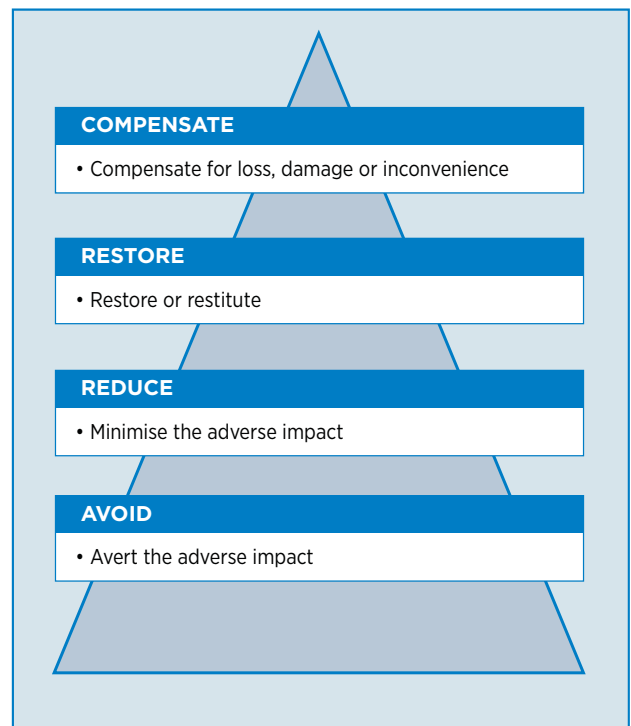 COMPENSATE
• Compensate for loss, damage or inconvenience
RESTORE
• Restore or restitute
REDUCE
• Minimise the adverse impact
AVOID
• Avert the adverse impact